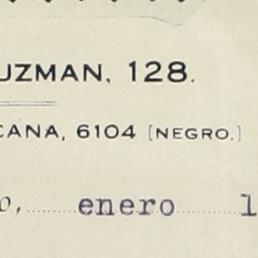 UZMAN, 128.
CANA, 6104 [NEGRO.]
o, enero 1